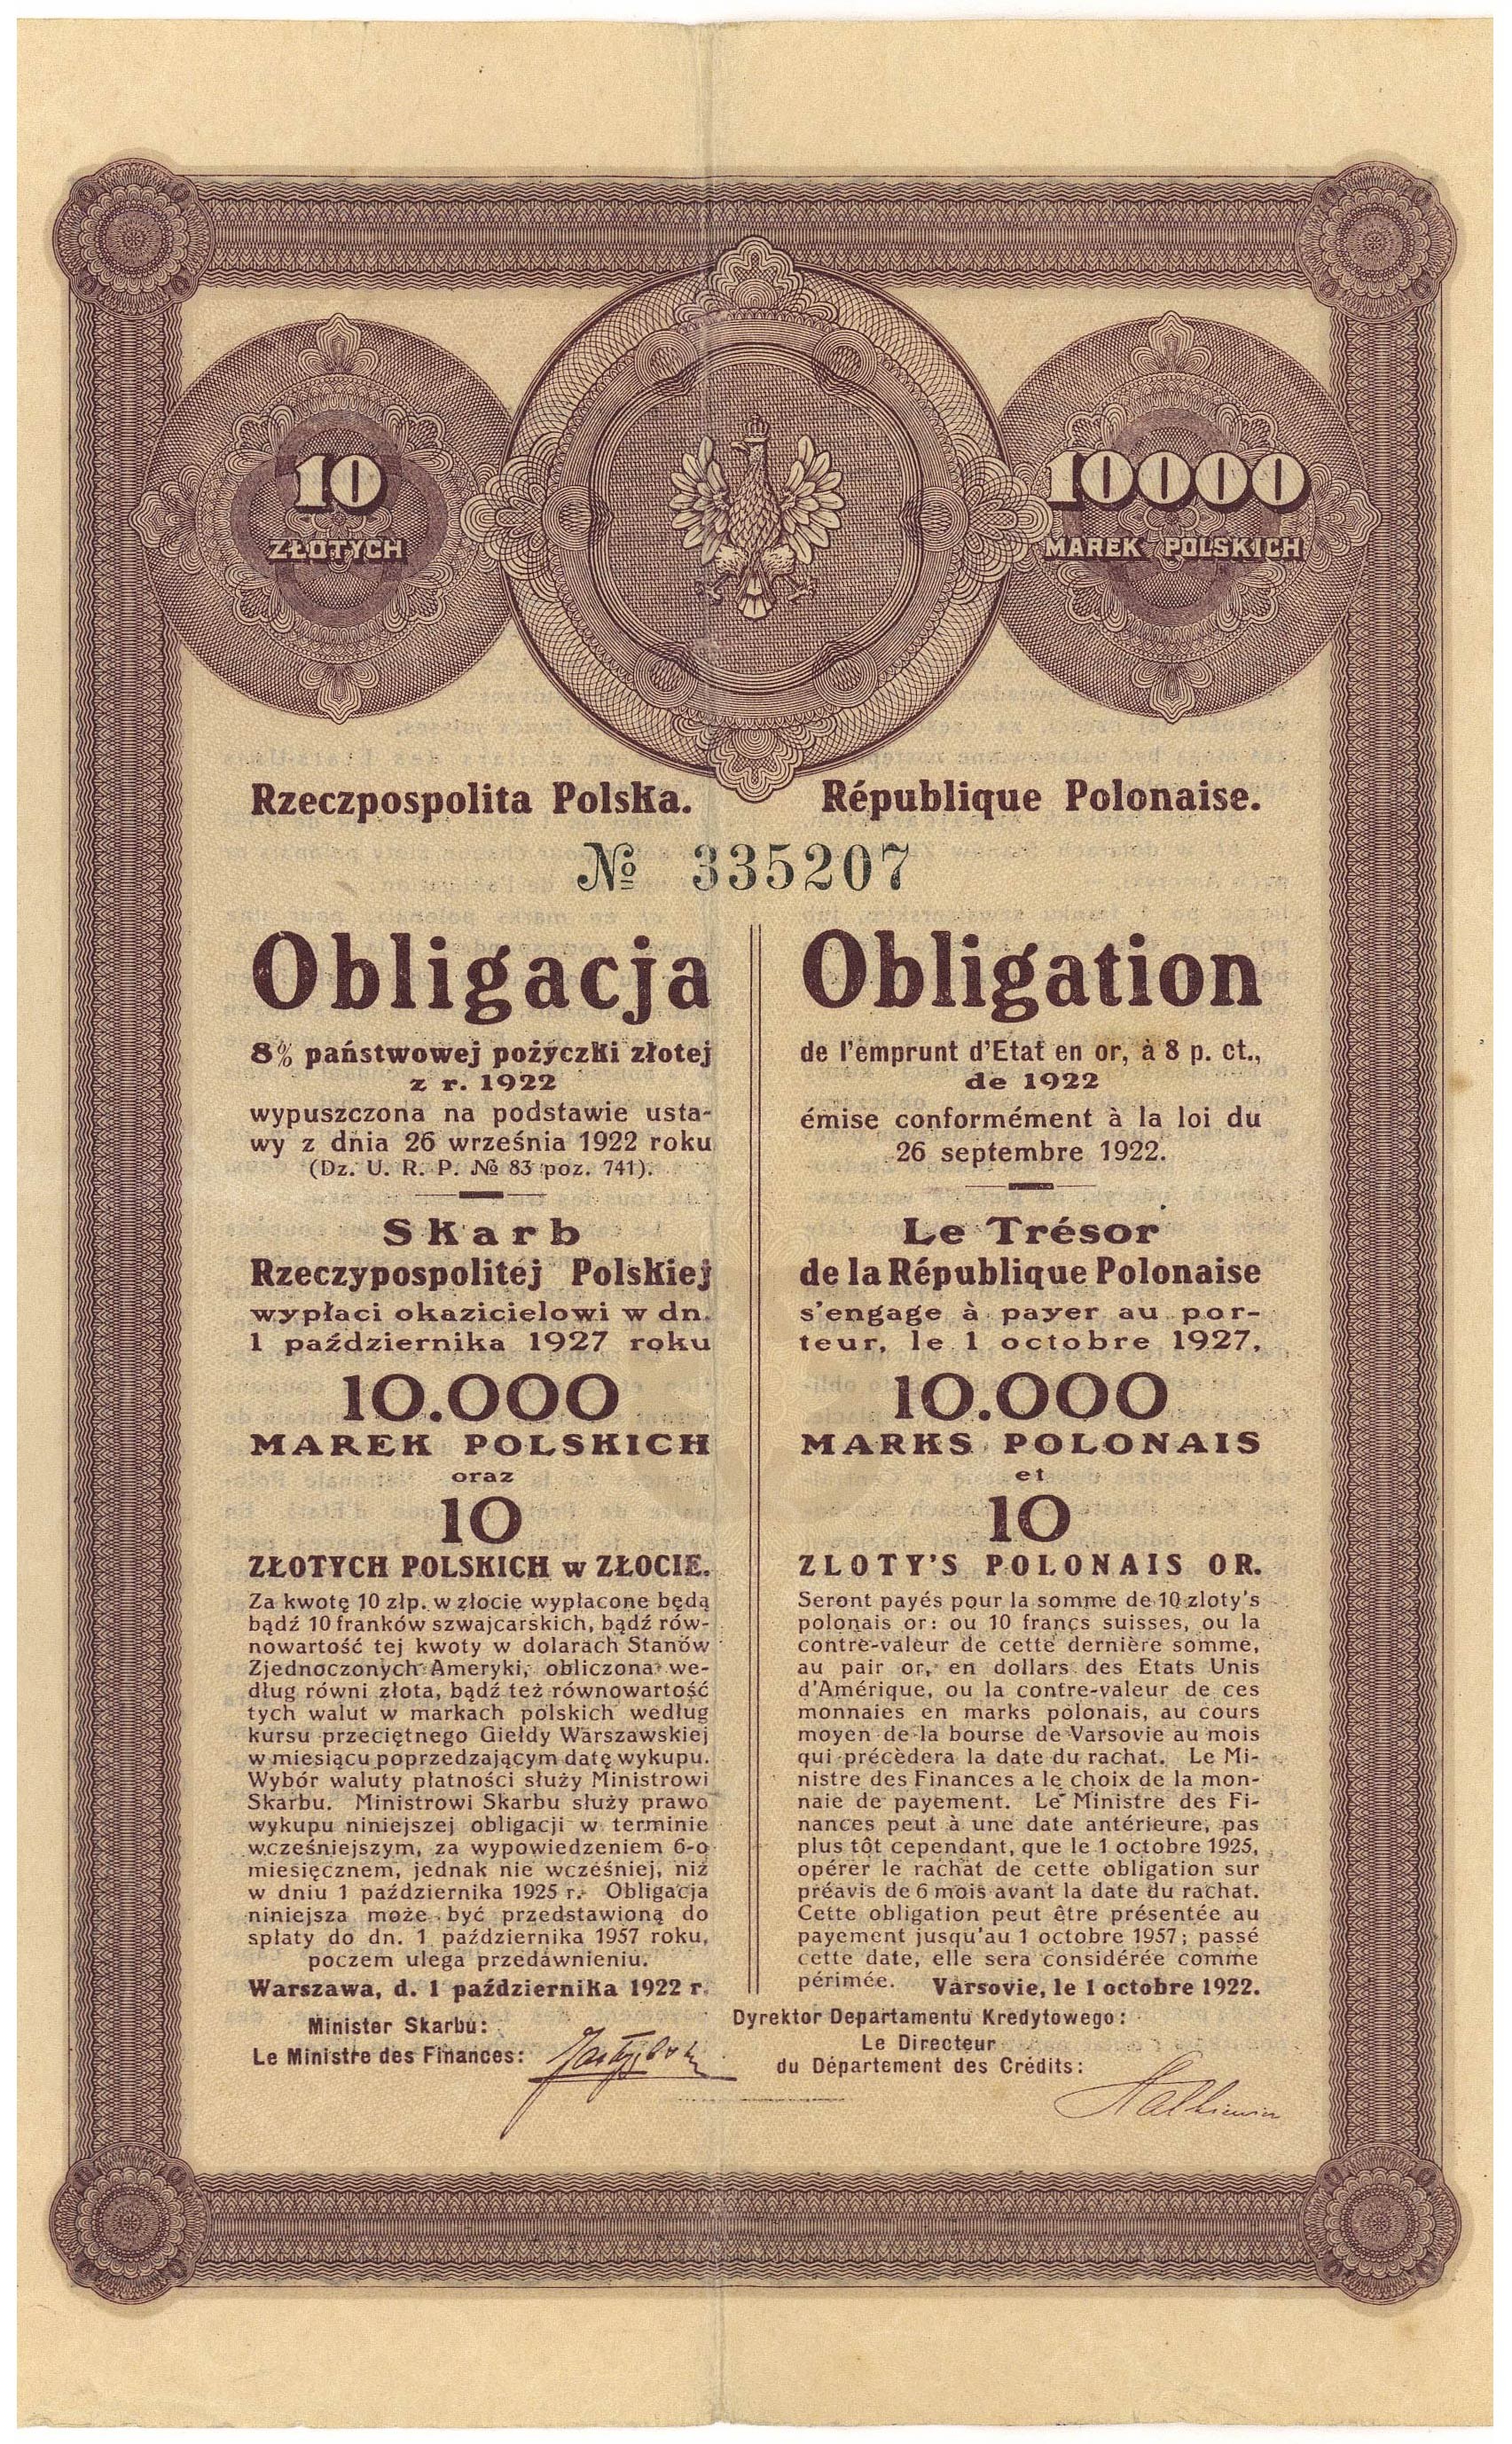 10
ZŁOTYCH
10000
MAREK POLSKICH
Rzeczpospolita Polska.
République Polonaise.
№ 335207
Obligacja
8% państwowej pożyczki złotej
z r. 1922
wypuszczona na podstawie usta-
wy z dnia 26 września 1922 roku
(Dz. U. R. P. № 83 poz. 741).
Skarb
Rzeczypospolitej Polskiej
wypłaci okazicielowi w dn.
1 października 1927 roku
10.000
MAREK POLSKICH
oraz
10
ZŁOTYCH POLSKICH w ZŁOCIE.
Za kwotę 10 złp. w złocie wypłacone będą
bądź 10 franków szwajcarskich, bądź rów-
nowartość tej kwoty w dolarach Stanów
Zjednoczonych Ameryki, obliczona we-
dług równi złota, bądź też równowartość
tych walut w markach polskich według
kursu przeciętnego Giełdy Warszawskiej
w miesiącu poprzedzającym datę wykupu.
Wybór waluty płatności służy Ministrowi
Skarbu. Ministrowi Skarbu służy prawo
wykupu niniejszej obligacji w terminie
wcześniejszym, za wypowiedzeniem 6-o
miesięcznem, jednak nie wcześniej, niż
w dniu 1 października 1925 r. Obligacja
niniejsza może być przedstawioną do
spłaty do dn. 1 października 1957 roku,
poczem ulega przedawnieniu.
Warszawa, d. 1 października 1922 r.
Obligation
de l'emprunt d'Etat en or, à 8 p. ct.,
de 1922
émise conformément à la loi du
26 septembre 1922.
Le Trésor
de la République Polonaise
s'engage à payer au por-
teur, le 1 octobre 1927,
10.000
MARKS POLONAIS
et
10
ZLOTY'S POLONAIS OR.
Seront payés pour la somme de 10 zloty's
polonais or: ou 10 francs suisses, ou la
contre-valeur de cette dernière somme,
au pair or, en dollars des Etats Unis
d'Amérique, ou la contre-valeur de ces
monnaies en marks polonais, au cours
moyen de la bourse de Varsovie au mois
qui précèdera la date du rachat. Le Mi-
nistre des Finances a le choix de la mon-
naie de payement. Le Ministre des Fi-
nances peut à une date antérieure, pas
plus tôt cependant, que le 1 octobre 1925,
opérer le rachat de cette obligation sur
préavis de 6 mois avant la date du rachat.
Cette obligation peut être présentée au
payement jusqu'au 1 octobre 1957; passé
cette date, elle sera considérée comme
périmée. Varsovie, le 1 octobre 1922.
Minister Skarbu:
Le Ministre des Finances:
Dyrektor Departamentu Kredytowego:
Le Directeur
du Département des Crédits: